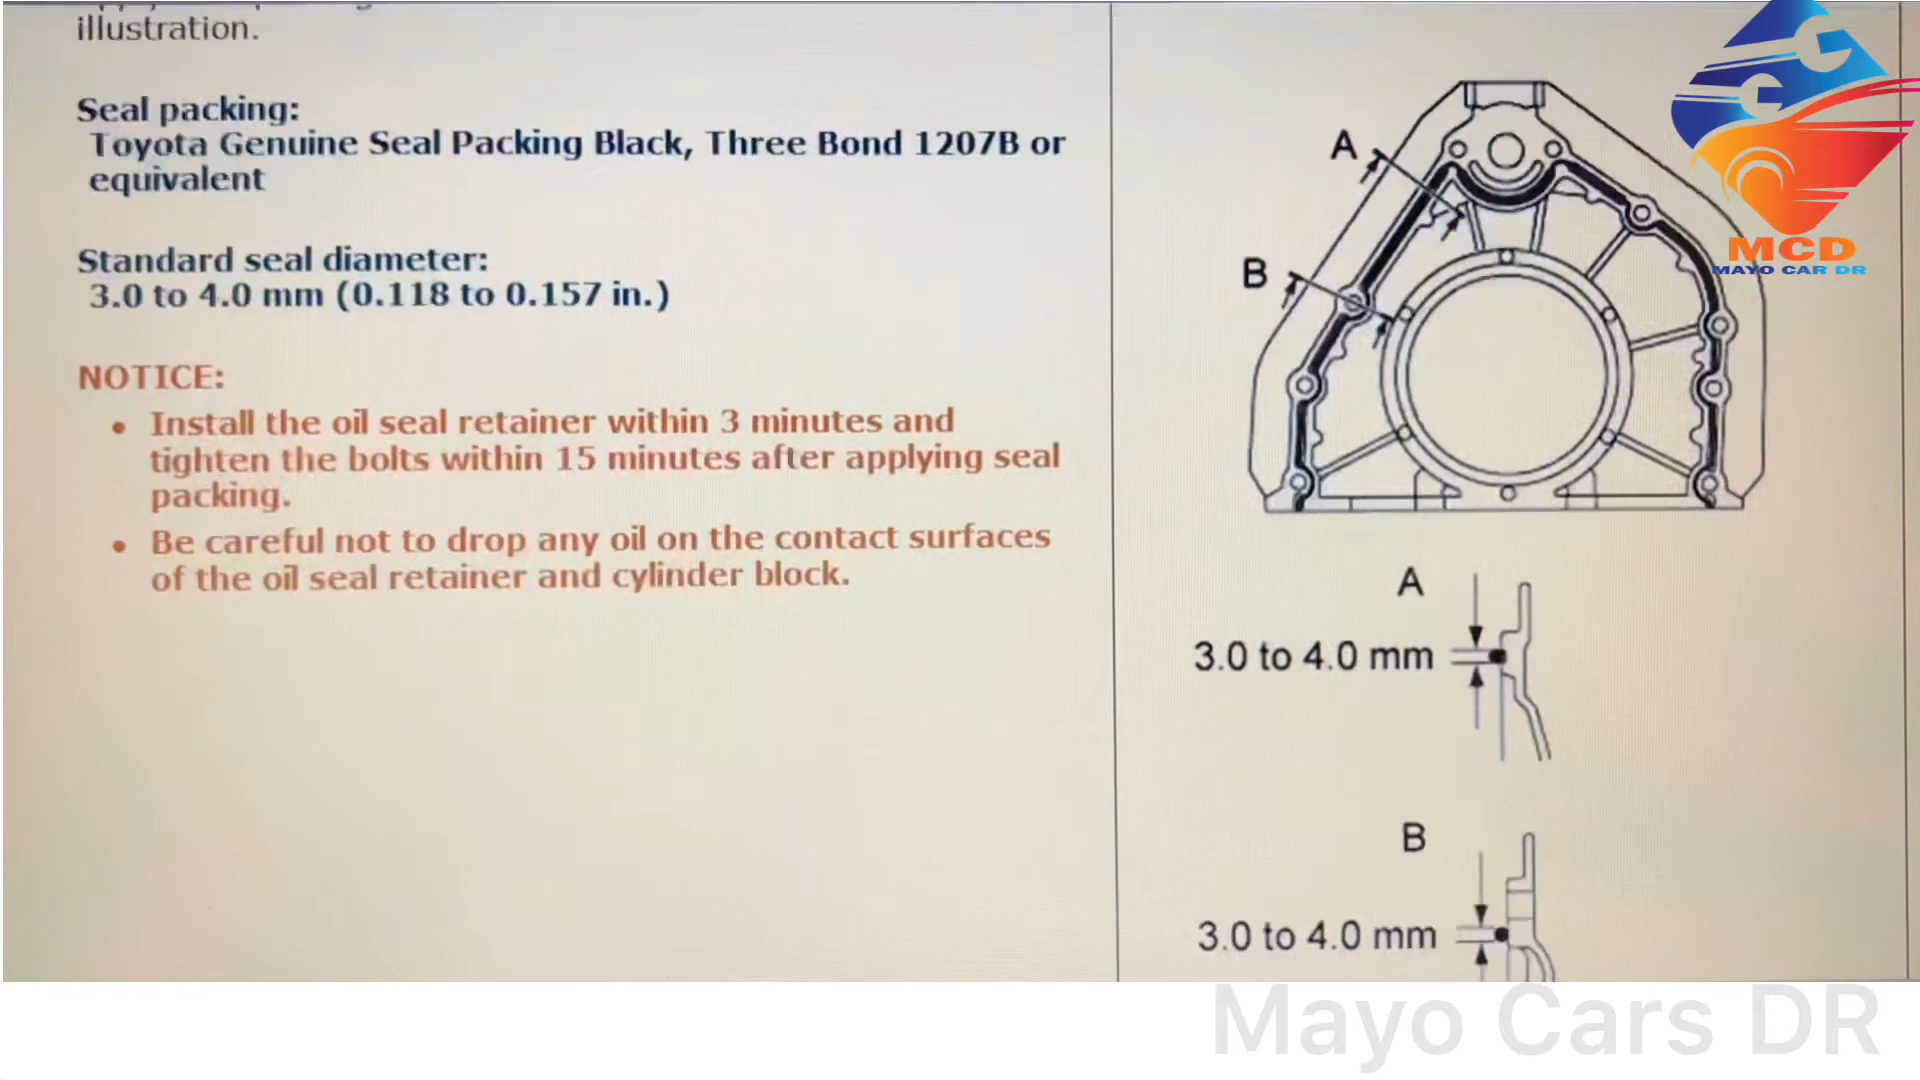 illustration.
Seal packing:
Toyota Genuine Seal Packing Black, Three Bond 1207B or
equivalent
Standard seal diameter:
3.0 to 4.0 mm (0.118 to 0.157 in.)
NOTICE:
• Install the oil seal retainer within 3 minutes and
tighten the bolts within 15 minutes after applying seal
packing.
• Be careful not to drop any oil on the contact surfaces
of the oil seal retainer and cylinder block.
A
B
A
3.0 to 4.0 mm
B
3.0 to 4.0 mm
MCD
MAYO CAR DR
Mayo Cars DR